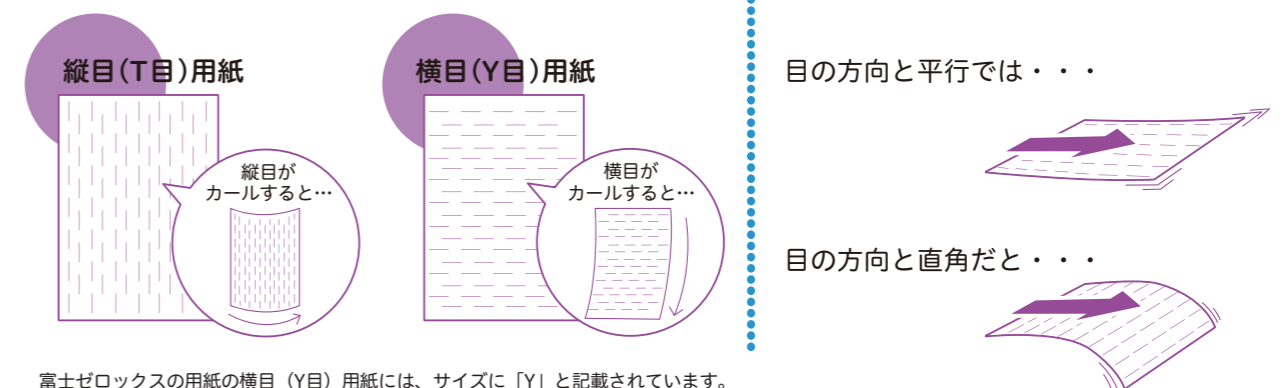 縦目(T目)用紙
縦目が
カールすると…
横目(Y目)用紙
横目が
カールすると…
富士ゼロックスの用紙の横目（Y目）用紙には、サイズに「Y」と記載されています。
目の方向と平行では・・・
目の方向と直角だと・・・